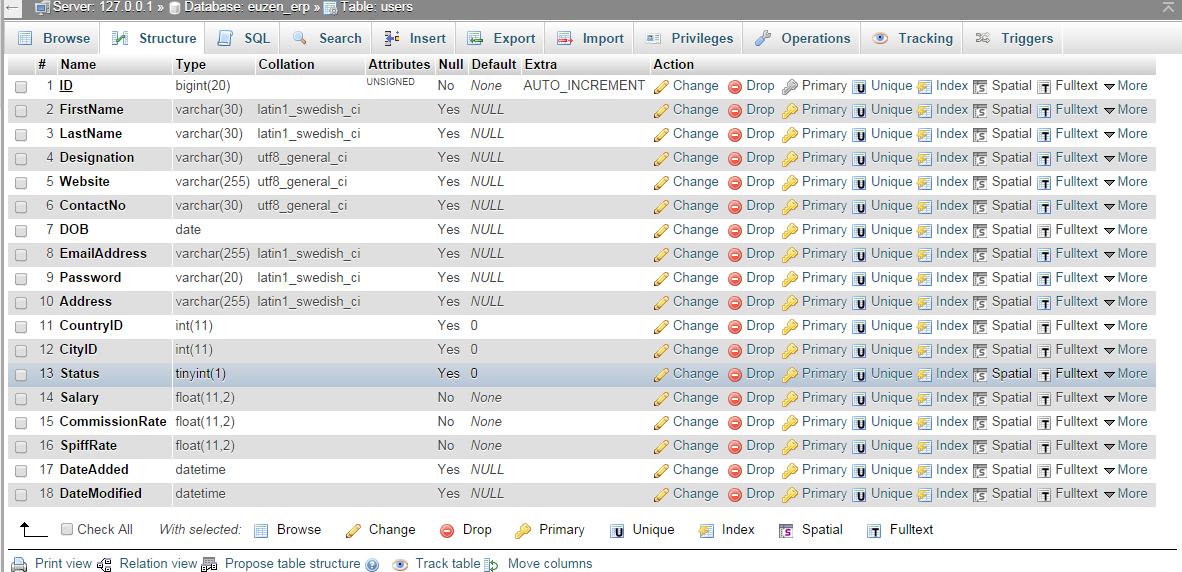 Server: 127.0.0.1 » Database: euzen_erp » Table: users
Browse Structure SQL Search Insert Export Import Privileges Operations Tracking Triggers
# Name Type Collation Attributes Null Default Extra Action
1 ID bigint(20) UNSIGNED No None AUTO_INCREMENT Change Drop Primary Unique Index Spatial Fulltext More
2 FirstName varchar(30) latin1_swedish_ci Yes NULL Change Drop Primary Unique Index Spatial Fulltext More
3 LastName varchar(30) latin1_swedish_ci Yes NULL Change Drop Primary Unique Index Spatial Fulltext More
4 Designation varchar(30) utf8_general_ci Yes NULL Change Drop Primary Unique Index Spatial Fulltext More
5 Website varchar(255) utf8_general_ci Yes NULL Change Drop Primary Unique Index Spatial Fulltext More
6 ContactNo varchar(30) utf8_general_ci Yes NULL Change Drop Primary Unique Index Spatial Fulltext More
7 DOB date Yes NULL Change Drop Primary Unique Index Spatial Fulltext More
8 EmailAddress varchar(255) latin1_swedish_ci Yes NULL Change Drop Primary Unique Index Spatial Fulltext More
9 Password varchar(20) latin1_swedish_ci Yes NULL Change Drop Primary Unique Index Spatial Fulltext More
10 Address varchar(255) latin1_swedish_ci Yes NULL Change Drop Primary Unique Index Spatial Fulltext More
11 CountryID int(11) Yes 0 Change Drop Primary Unique Index Spatial Fulltext More
12 CityID int(11) Yes 0 Change Drop Primary Unique Index Spatial Fulltext More
13 Status tinyint(1) Yes 0 Change Drop Primary Unique Index Spatial Fulltext More
14 Salary float(11,2) No None Change Drop Primary Unique Index Spatial Fulltext More
15 CommissionRate float(11,2) No None Change Drop Primary Unique Index Spatial Fulltext More
16 SpiffRate float(11,2) No None Change Drop Primary Unique Index Spatial Fulltext More
17 DateAdded datetime Yes NULL Change Drop Primary Unique Index Spatial Fulltext More
18 DateModified datetime Yes NULL Change Drop Primary Unique Index Spatial Fulltext More
Check All With selected: Browse Change Drop Primary Unique Index Spatial Fulltext
Print view Relation view Propose table structure Track table Move columns